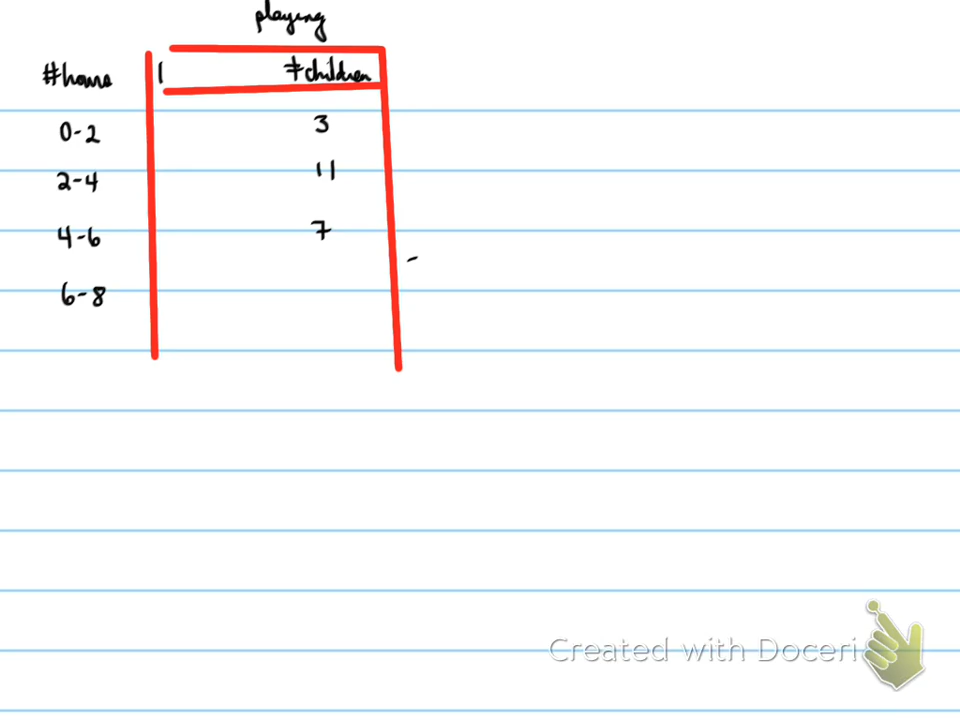 playing
#hours | #children
0-2 3
2-4 11
4-6 7
6-8
Created with Doceri